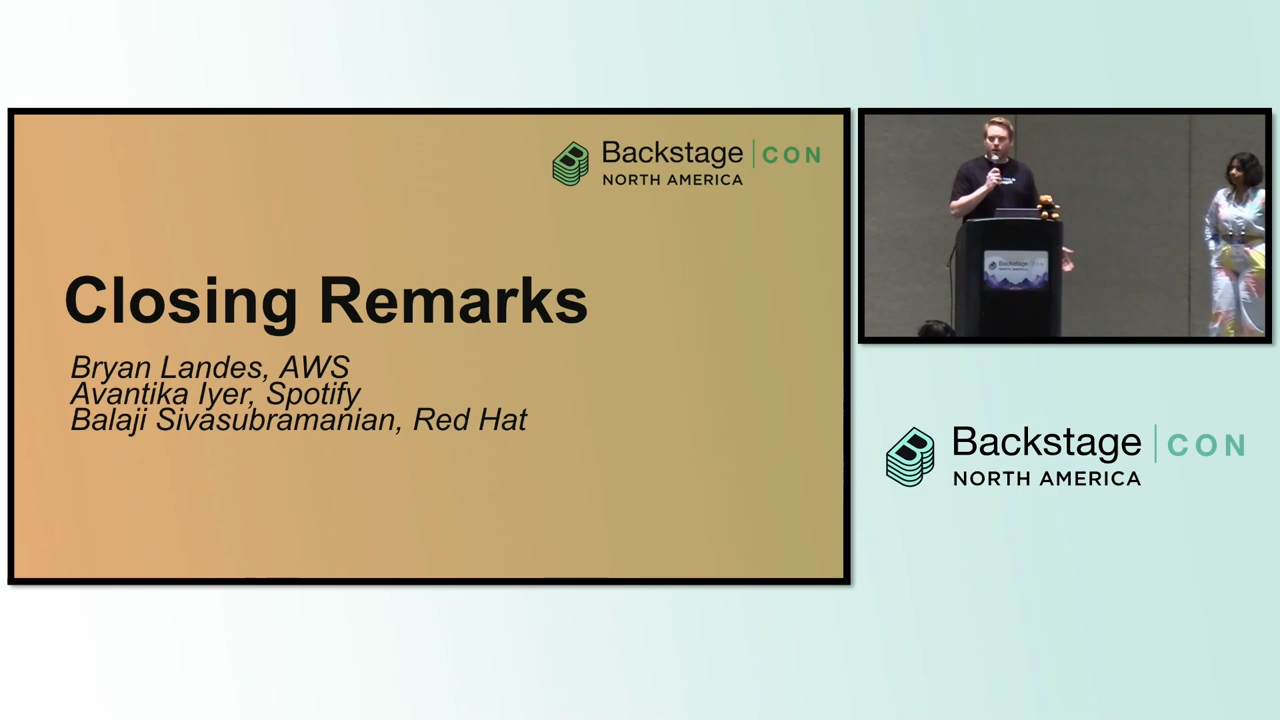 Backstage | CON
NORTH AMERICA
Closing Remarks
Bryan Landes, AWS
Avantika Iyer, Spotify
Balaji Sivasubramanian, Red Hat
Backstage
Backstage | CON
NORTH AMERICA